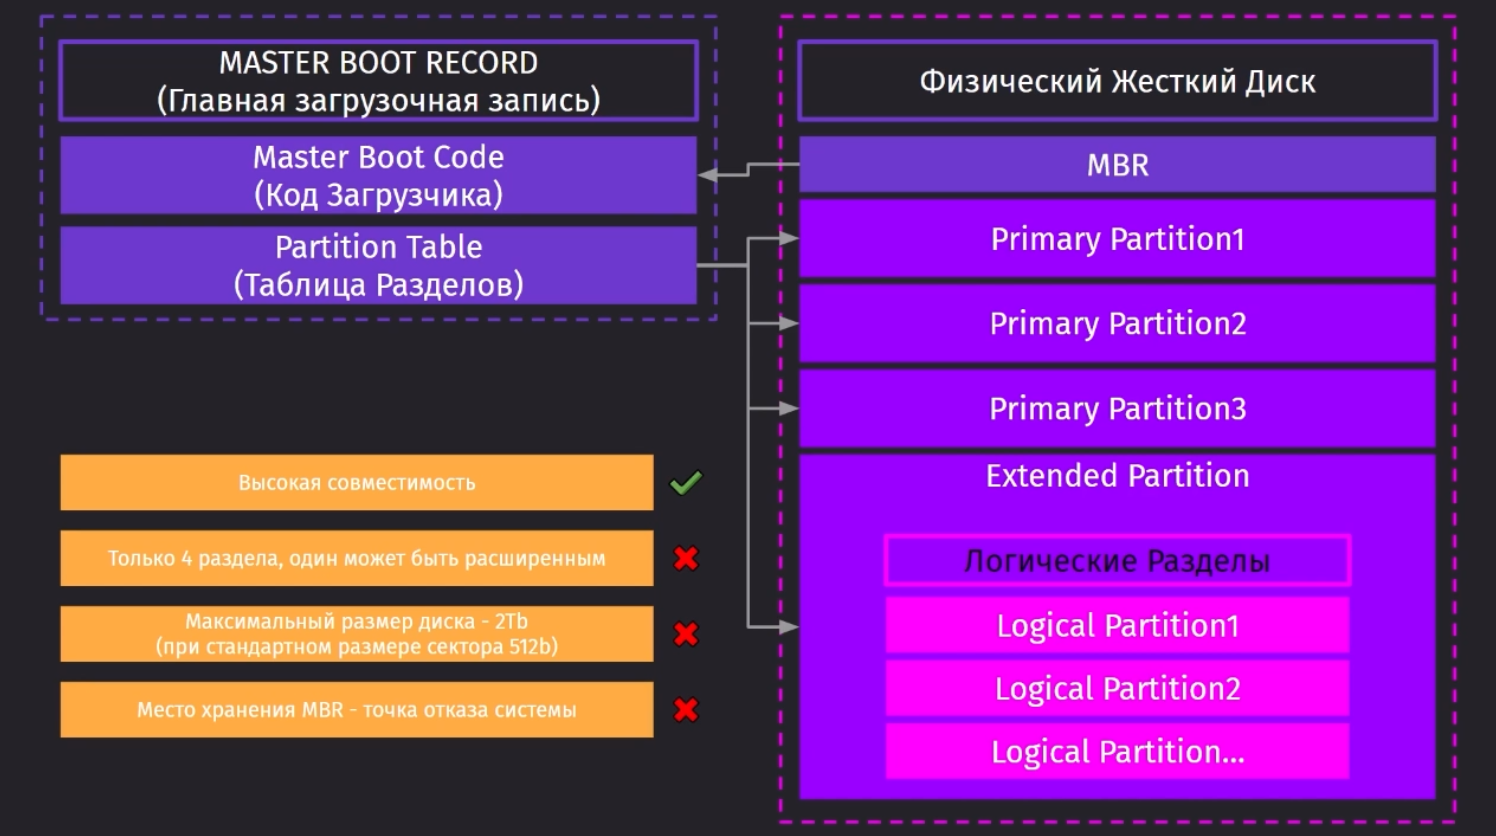 MASTER BOOT RECORD
(Главная загрузочная запись)
Master Boot Code
(Код Загрузчика)
Partition Table
(Таблица Разделов)
Высокая совместимость
Только 4 раздела, один может быть расширенным
Максимальный размер диска - 2Tb
(при стандартном размере сектора 512b)
Место хранения MBR - точка отказа системы
Физический Жесткий Диск
MBR
Primary Partition1
Primary Partition2
Primary Partition3
Extended Partition
Логические Разделы
Logical Partition1
Logical Partition2
Logical Partition...